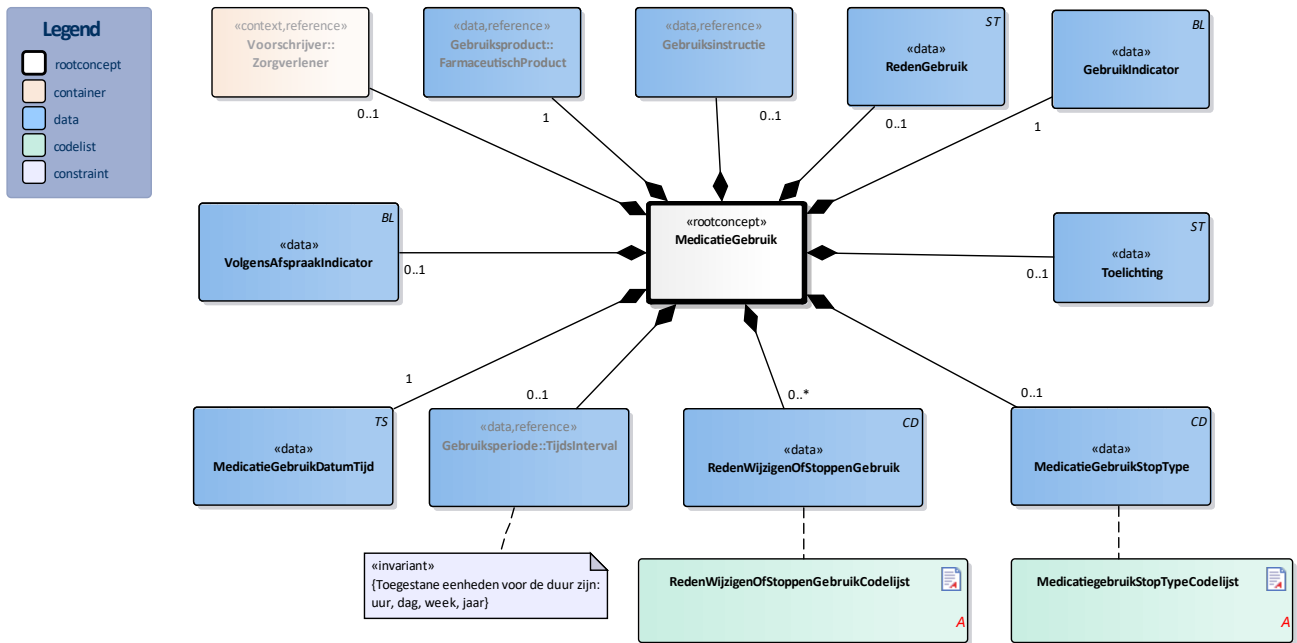 Legend
rootconcept
container
data
codelist
constraint
«context,reference»
Voorschrijver::
Zorgverlener
0..1
«data,reference»
Gebruiksproduct::
FarmaceutischProduct
1
«data,reference»
Gebruiksinstructie
0..1
ST
«data»
RedenGebruik
0..1
BL
«data»
GebruikIndicator
1
BL
«data»
VolgensAfspraakIndicator
0..1
«rootconcept»
MedicatieGebruik
ST
«data»
Toelichting
0..1
1
TS
«data»
MedicatieGebruikDatumTijd
0..1
«data,reference»
Gebruiksperiode::TijdsInterval
0..*
CD
«data»
RedenWijzigenOfStoppenGebruik
0..1
CD
«data»
MedicatieGebruikStopType
«invariant»
{Toegestane eenheden voor de duur zijn:
uur, dag, week, jaar}
RedenWijzigenOfStoppenGebruikCodelijst
A
MedicatiegebruikStopTypeCodelijst
A